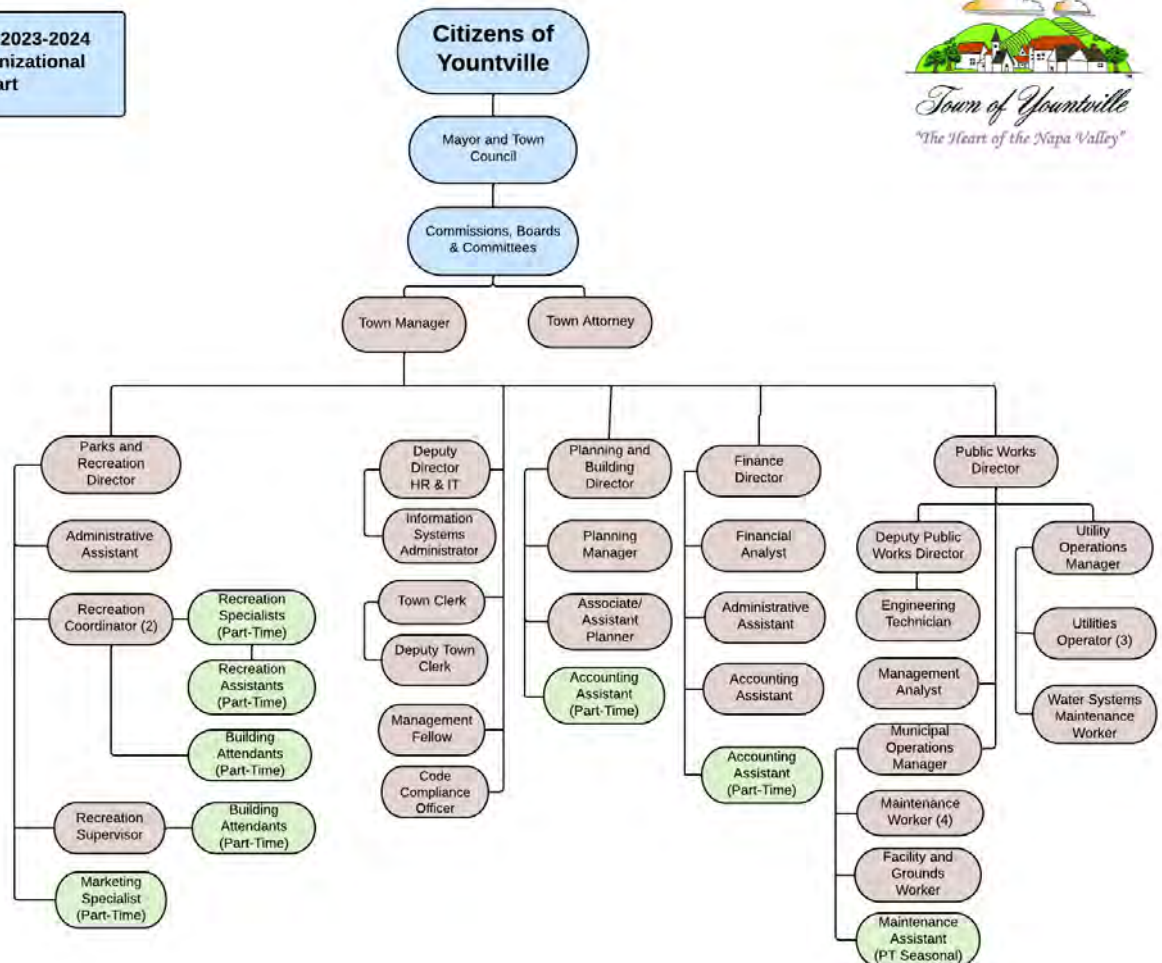 2023-2024
Citizens of
Yountville
Mayor and Town
Council
Commissions, Boards
& Committees
Town Manager
Town Attorney
Town of Yountville
"The Heart of the Napa Valley"
Parks and
Recreation
Director
Administrative
Assistant
Recreation
Coordinator (2)
Recreation
Specialists
(Part-Time)
Recreation
Assistants
(Part-Time)
Building
Attendants
(Part-Time)
Recreation
Supervisor
Building
Attendants
(Part-Time)
Marketing
Specialist
(Part-Time)
Deputy
Director
HR & IT
Information
Systems
Administrator
Town Clerk
Deputy Town
Clerk
Management
Fellow
Code
Compliance
Officer
Planning and
Building
Director
Planning
Manager
Associate/
Assistant
Planner
Accounting
Assistant
(Part-Time)
Finance
Director
Financial
Analyst
Administrative
Assistant
Accounting
Assistant
Accounting
Assistant
(Part-Time)
Public Works
Director
Deputy Public
Works Director
Engineering
Technician
Management
Analyst
Municipal
Operations
Manager
Maintenance
Worker (4)
Facility and
Grounds
Worker
Maintenance
Assistant
(PT Seasonal)
Utility
Operations
Manager
Utilities
Operator (3)
Water Systems
Maintenance
Worker